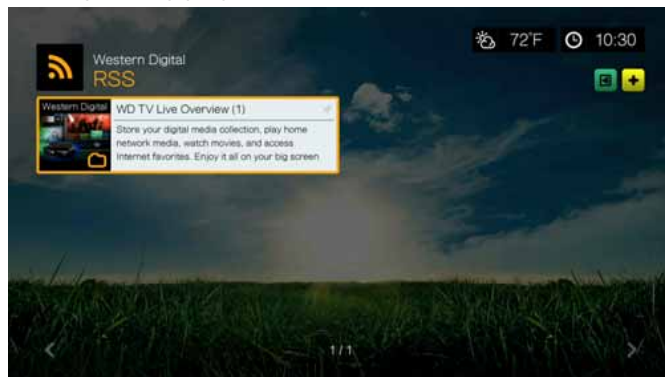 72°F 10:30
Western Digital
RSS
Western Digital
WD TV Live Overview (1)
Store your digital media collection, play home
network media, watch movies, and access
Internet favorites. Enjoy it all on your big screen
1/1